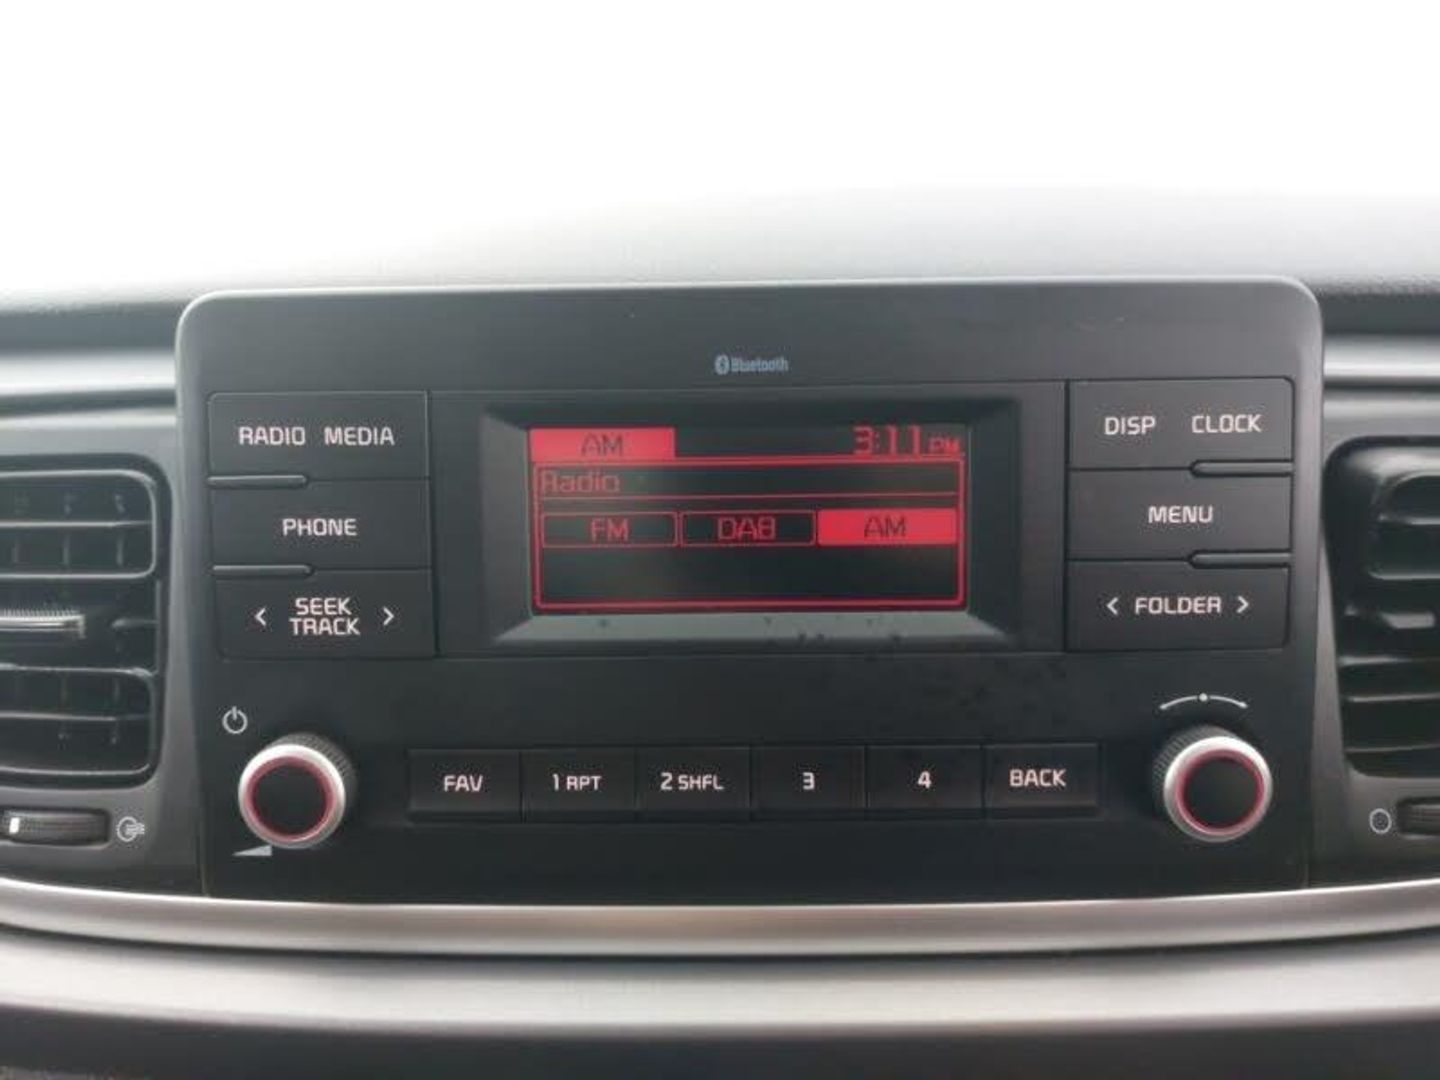 Bluetooth
RADIO MEDIA
PHONE
< SEEK TRACK >
AM 3:11 PM
Radio
FM DAB AM
DISP CLOCK
MENU
< FOLDER >
FAV 1 RPT 2 SHFL 3 4 BACK